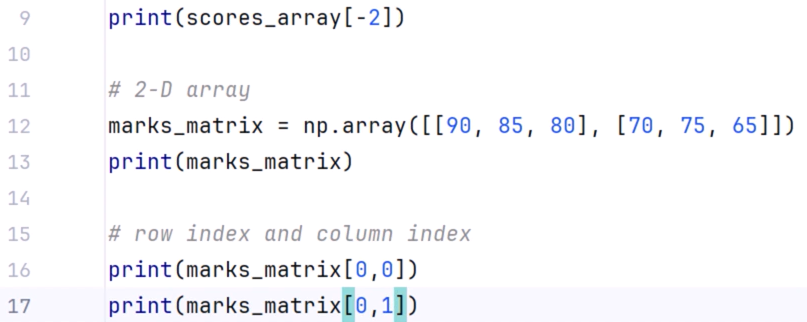 9 print(scores_array[-2])
10
11 # 2-D array
12 marks_matrix = np.array([[90, 85, 80], [70, 75, 65]])
13 print(marks_matrix)
14
15 # row index and column index
16 print(marks_matrix[0,0])
17 print(marks_matrix[0,1])